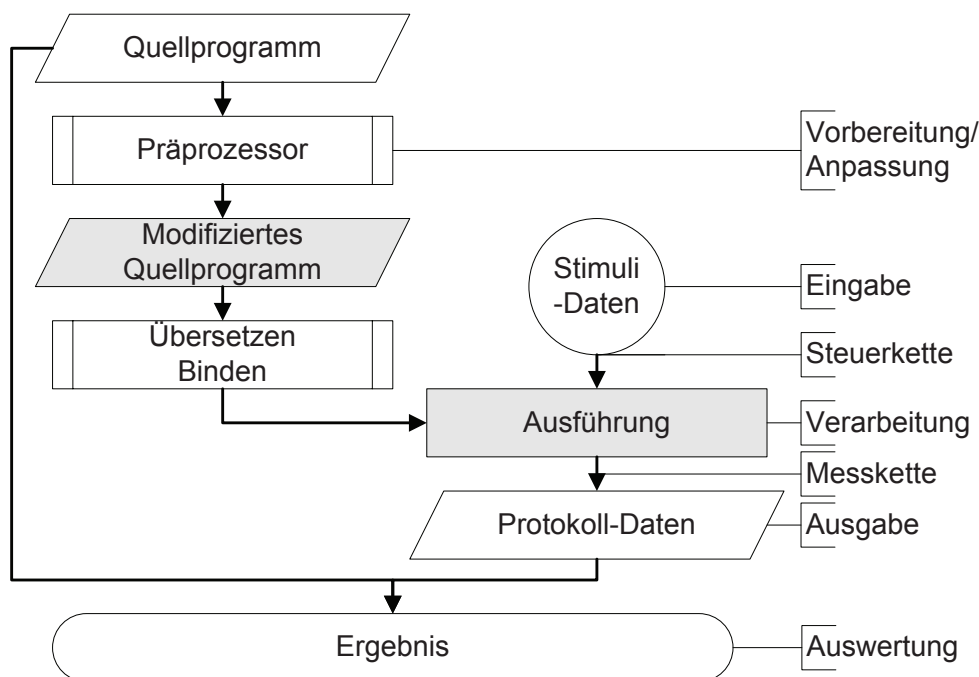 Quellprogramm
Präprozessor
Vorbereitung/
Anpassung
Modifiziertes
Quellprogramm
Stimuli
-Daten
Eingabe
Übersetzen
Binden
Steuerkette
Ausführung
Verarbeitung
Messkette
Protokoll-Daten
Ausgabe
Ergebnis
Auswertung